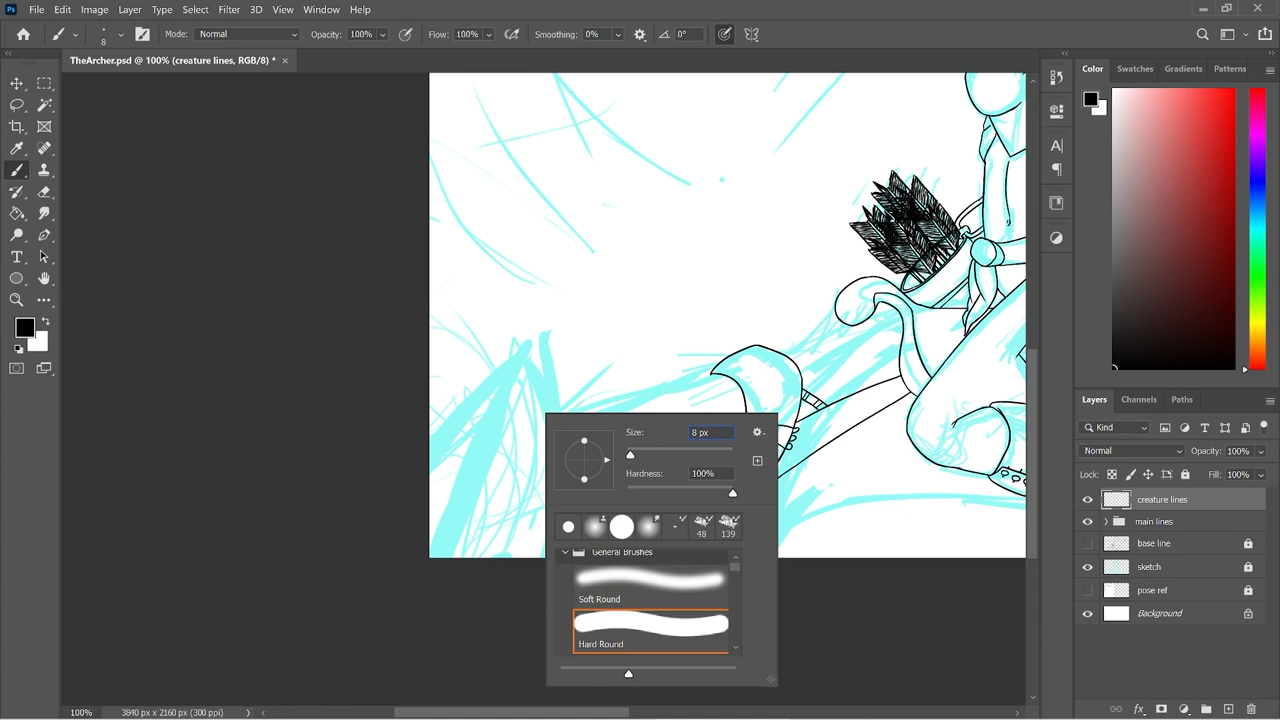 Ps File Edit Image Layer Type Select Filter 3D View Window Help
8 Mode: Normal Opacity: 100% Flow: 100% Smoothing: 0% 0°
TheArcher.psd @ 100% (creature lines, RGB/8) * ×
Color Swatches Gradients Patterns
Size: 8 px
Hardness: 100%
48 139
General Brushes
Soft Round
Hard Round
Layers Channels Paths
Kind
Normal Opacity: 100%
Lock: Fill: 100%
creature lines
main lines
base line
sketch
pose ref
Background
100% 3840 px x 2160 px (300 ppi)